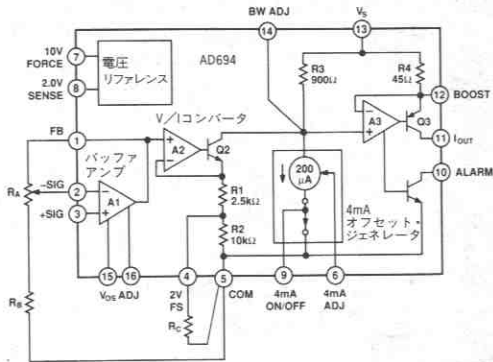 BW ADJ
14
VS
13
10V
FORCE
7
2.0V
SENSE
8
電圧
リファレンス
AD694
R3
900Ω
R4
45Ω
12
BOOST
Q3
11
IOUT
A3
V/Iコンバータ
FB
1
A2
Q2
バッファ
アンプ
200
μA
10
ALARM
RA
−SIG
2
+SIG
3
A1
R1
2.5kΩ
R2
10kΩ
4mA
オフセット・
ジェネレータ
15
16
VOS ADJ
4
2V
FS
5
COM
9
4mA
ON/OFF
6
4mA
ADJ
RB
RC